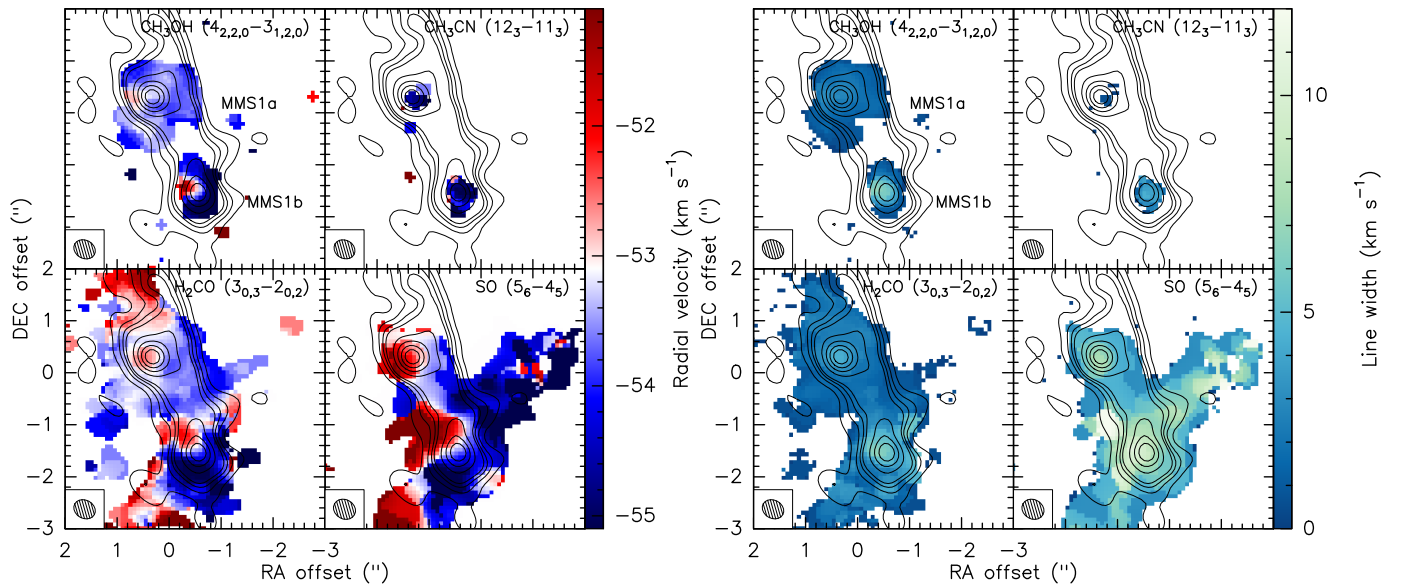 CH₃OH (4₂,₂,₀−3₁,₂,₀)
CH₃CN (12₃−11₃)
MMS1a
MMS1b
H₂CO (3₀,₃−2₀,₂)
SO (5₆−4₅)
2
1
0
−1
−2
−3
DEC offset (")
2
1
0
−1
−2
−3
RA offset (")
−52
−53
−54
−55
Radial velocity (km s⁻¹)
CH₃OH (4₂,₂,₀−3₁,₂,₀)
CH₃CN (12₃−11₃)
MMS1a
MMS1b
H₂CO (3₀,₃−2₀,₂)
SO (5₆−4₅)
2
1
0
−1
−2
−3
DEC offset (")
2
1
0
−1
−2
−3
RA offset (")
10
5
0
Line width (km s⁻¹)